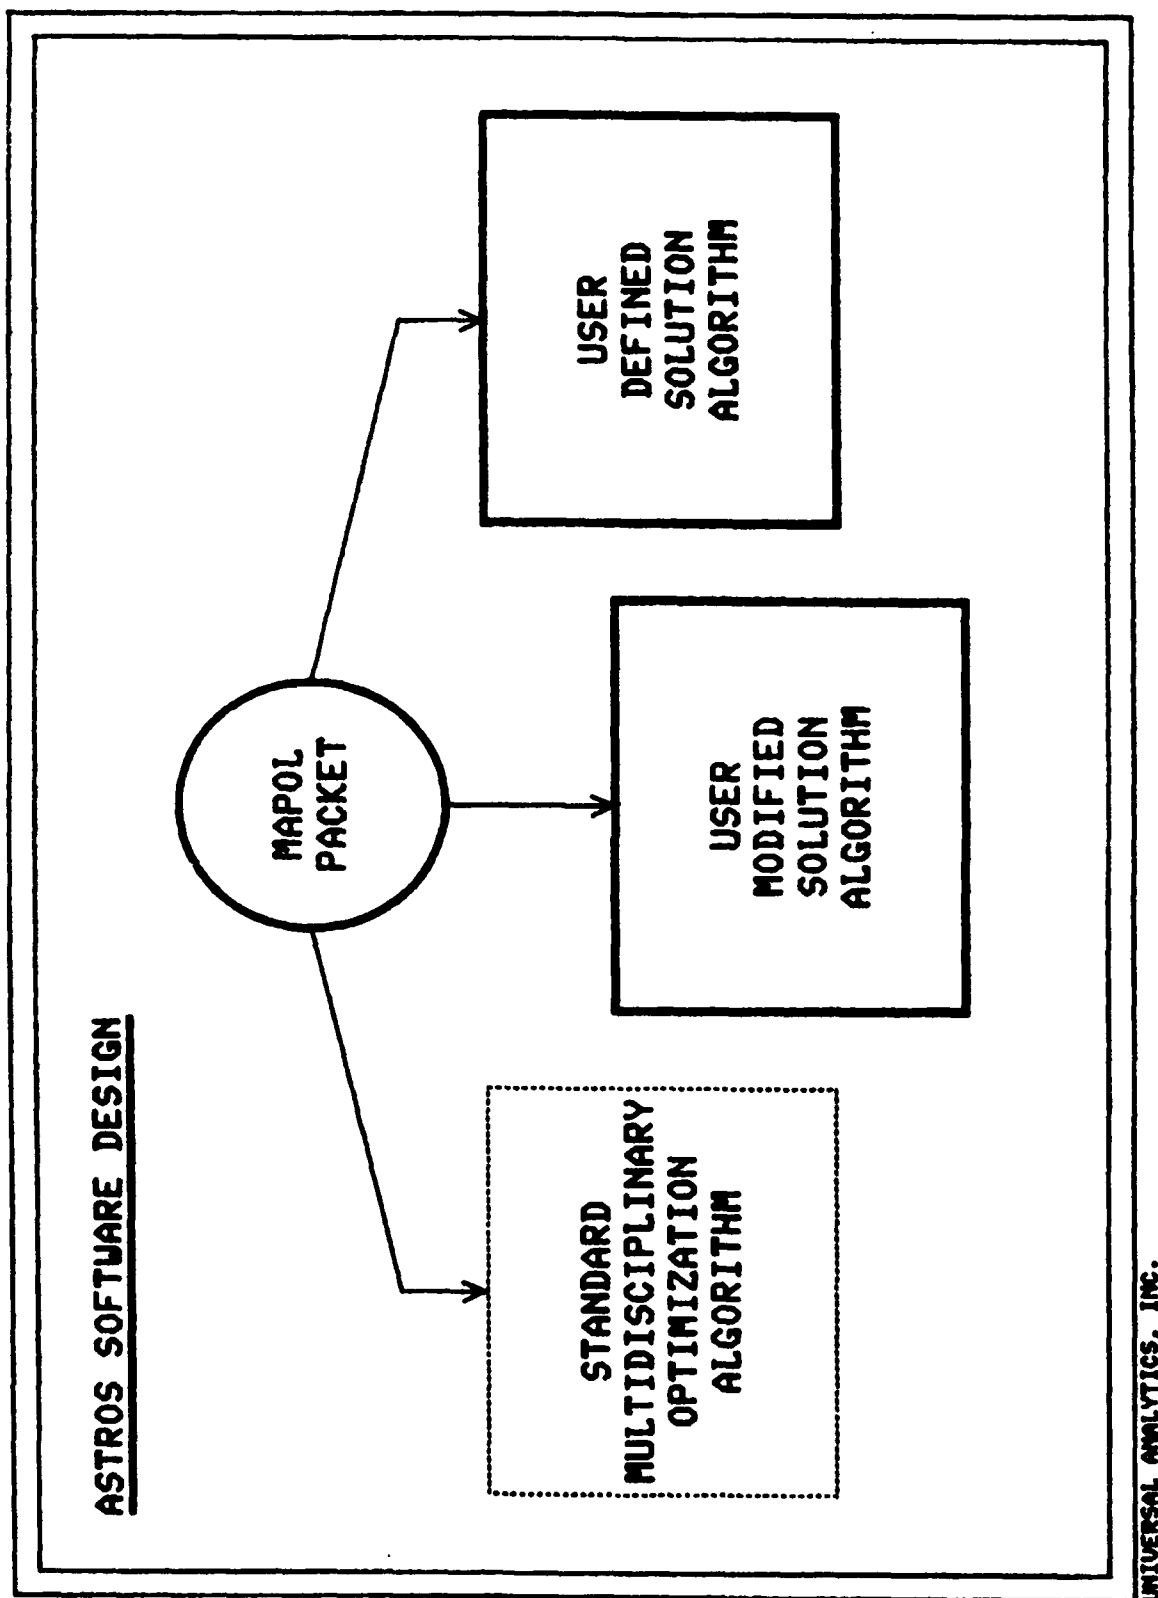 ASTROS SOFTWARE DESIGN
MAPOL
PACKET
STANDARD
MULTIDISCIPLINARY
OPTIMIZATION
ALGORITHM
USER
MODIFIED
SOLUTION
ALGORITHM
USER
DEFINED
SOLUTION
ALGORITHM
UNIVERSAL ANALYTICS, INC.